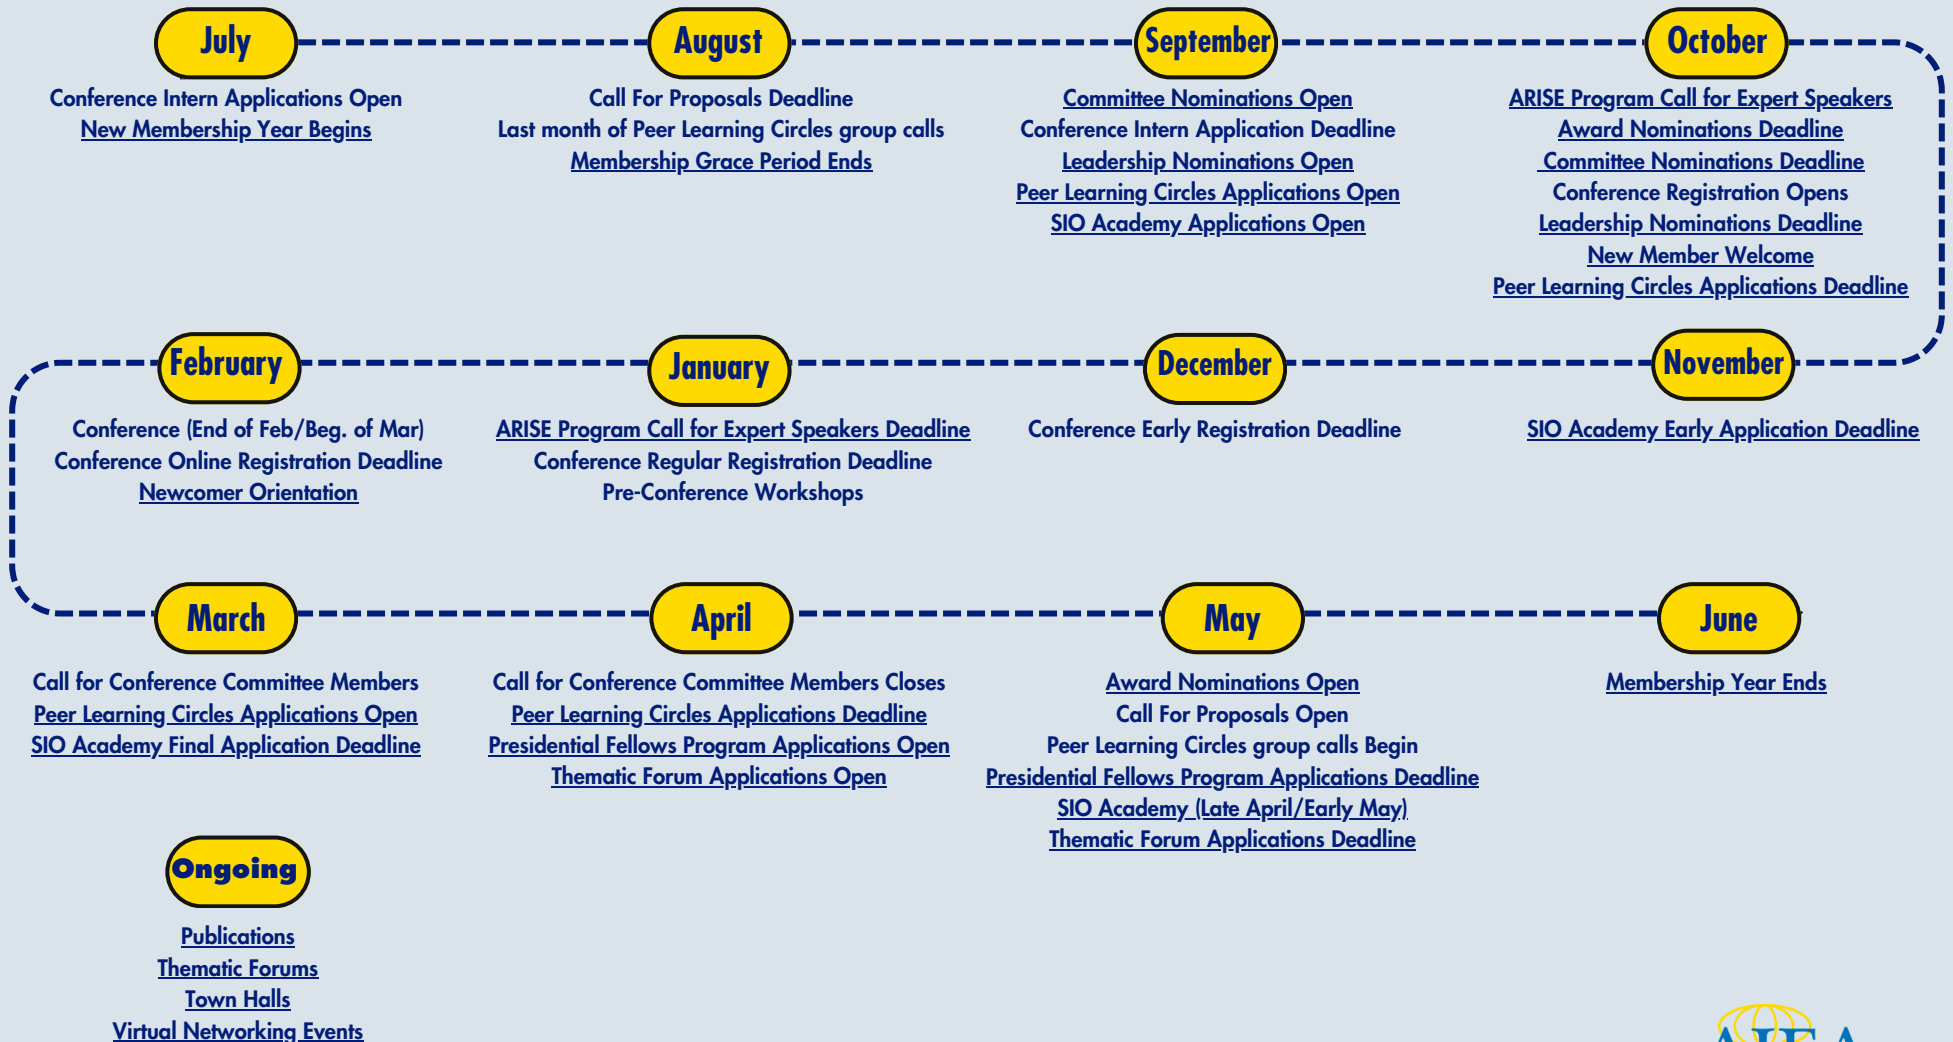 July
Conference Intern Applications Open
New Membership Year Begins
August
Call For Proposals Deadline
Last month of Peer Learning Circles group calls
Membership Grace Period Ends
September
Committee Nominations Open
Conference Intern Application Deadline
Leadership Nominations Open
Peer Learning Circles Applications Open
SIO Academy Applications Open
October
ARISE Program Call for Expert Speakers
Award Nominations Deadline
Committee Nominations Deadline
Conference Registration Opens
Leadership Nominations Deadline
New Member Welcome
Peer Learning Circles Applications Deadline
November
SIO Academy Early Application Deadline
December
Conference Early Registration Deadline
January
ARISE Program Call for Expert Speakers Deadline
Conference Regular Registration Deadline
Pre-Conference Workshops
February
Conference (End of Feb/Beg. of Mar)
Conference Online Registration Deadline
Newcomer Orientation
March
Call for Conference Committee Members
Peer Learning Circles Applications Open
SIO Academy Final Application Deadline
April
Call for Conference Committee Members Closes
Peer Learning Circles Applications Deadline
Presidential Fellows Program Applications Open
Thematic Forum Applications Open
May
Award Nominations Open
Call For Proposals Open
Peer Learning Circles group calls Begin
Presidential Fellows Program Applications Deadline
SIO Academy (Late April/Early May)
Thematic Forum Applications Deadline
June
Membership Year Ends
Ongoing
Publications
Thematic Forums
Town Halls
Virtual Networking Events
AIEA